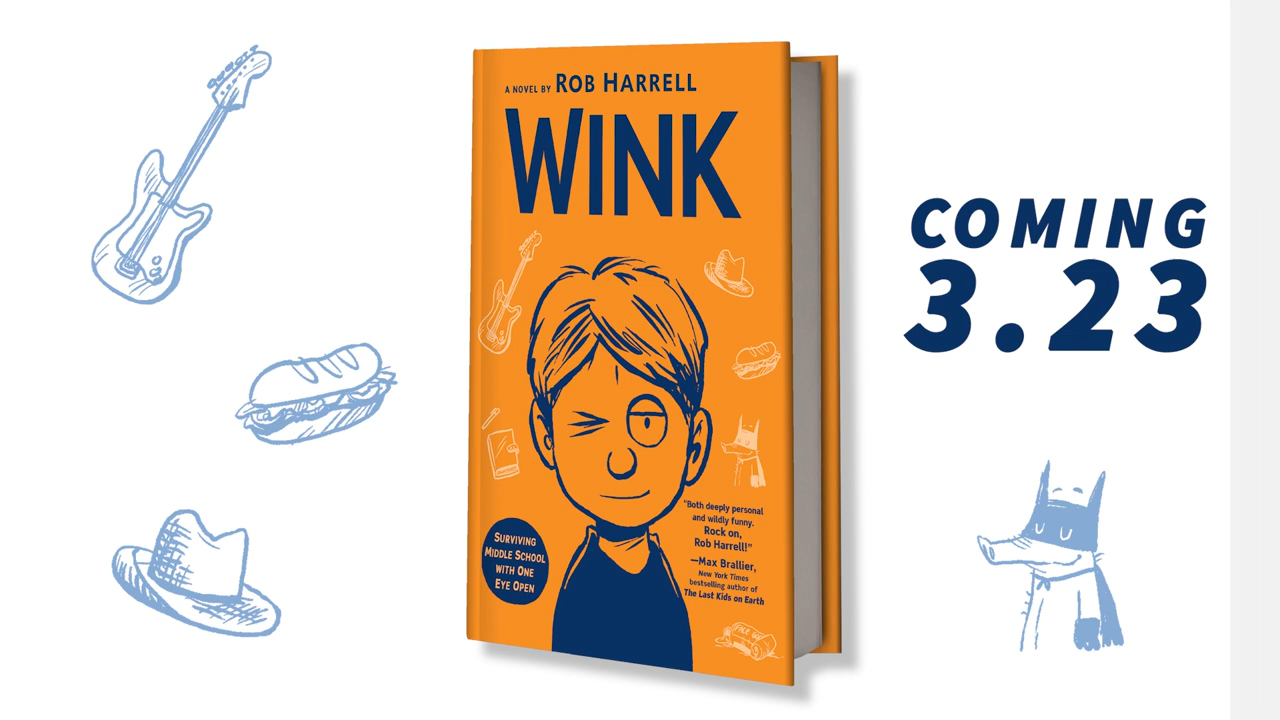 A NOVEL BY ROB HARRELL
WINK
SURVIVING
MIDDLE SCHOOL
WITH ONE
EYE OPEN
"Both deeply personal
and wildly funny.
Rock on,
Rob Harrell!"
—Max Brallier,
New York Times
bestselling author of
The Last Kids on Earth
COMING
3.23